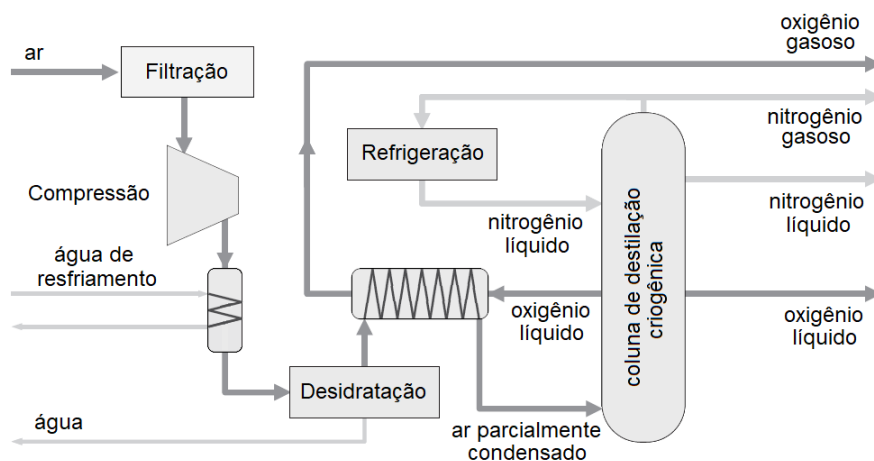 oxigênio
gasoso
ar
Filtração
nitrogênio
gasoso
Refrigeração
Compressão
nitrogênio
líquido
nitrogênio
líquido
água de
resfriamento
coluna de destilação
criogênica
oxigênio
líquido
oxigênio
líquido
Desidratação
água
ar parcialmente
condensado